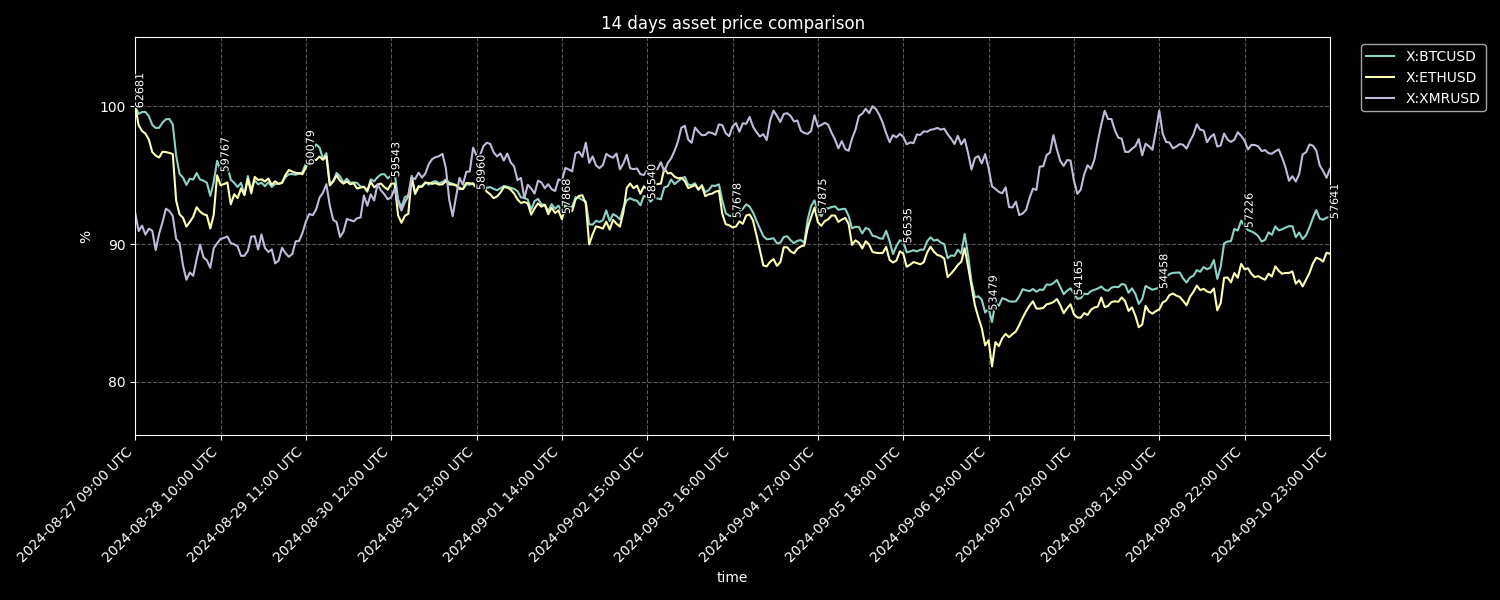 14 days asset price comparison
X:BTCUSD
X:ETHUSD
X:XMRUSD
100
90
80
%
62681
59767
60079
59543
58960
57868
58540
57678
57875
56535
53479
54165
54458
57226
57641
2024-08-27 09:00 UTC
2024-08-28 10:00 UTC
2024-08-29 11:00 UTC
2024-08-30 12:00 UTC
2024-08-31 13:00 UTC
2024-09-01 14:00 UTC
2024-09-02 15:00 UTC
2024-09-03 16:00 UTC
2024-09-04 17:00 UTC
2024-09-05 18:00 UTC
2024-09-06 19:00 UTC
2024-09-07 20:00 UTC
2024-09-08 21:00 UTC
2024-09-09 22:00 UTC
2024-09-10 23:00 UTC
time